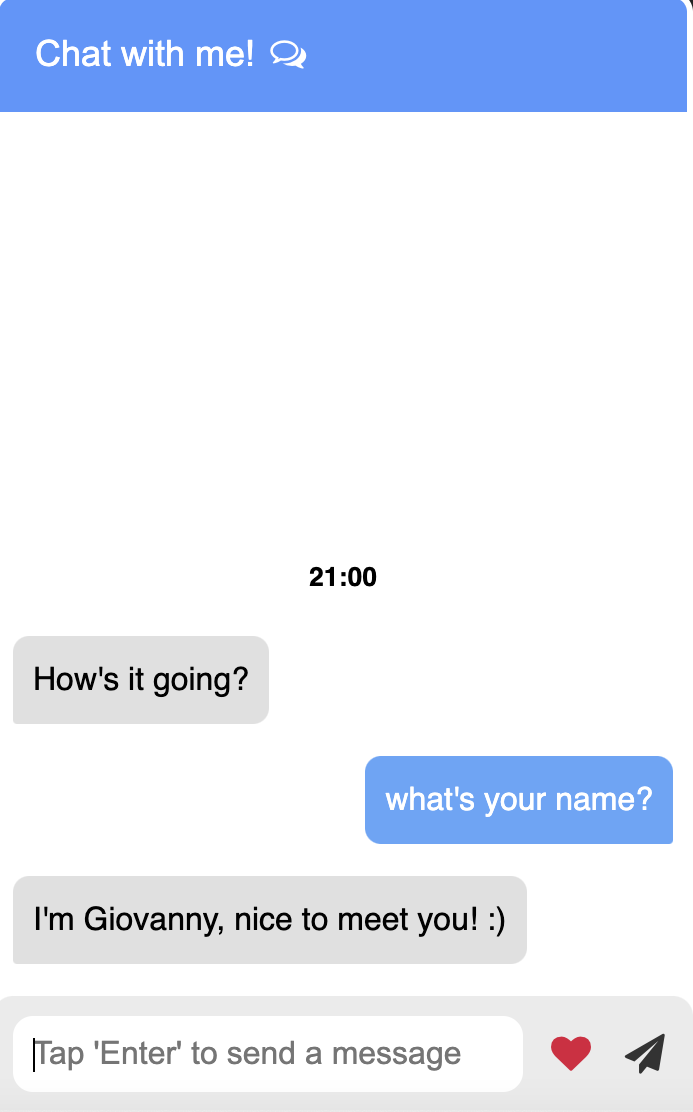 Chat with me!
21:00
How's it going?
what's your name?
I'm Giovanny, nice to meet you! :)
Tap 'Enter' to send a message